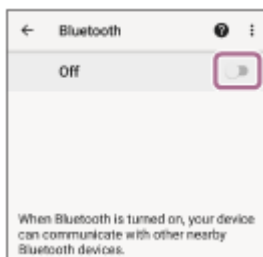 Bluetooth
Off
When Bluetooth is turned on, your device
can communicate with other nearby
Bluetooth devices.